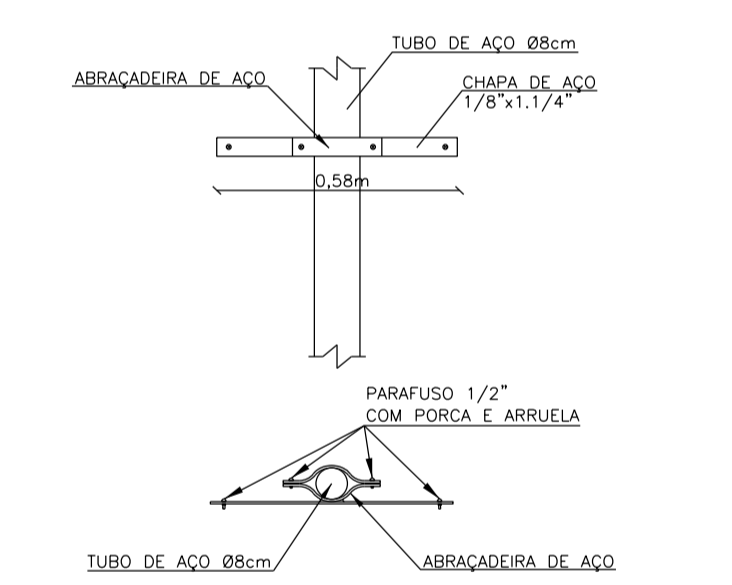 TUBO DE AÇO Ø8cm
ABRAÇADEIRA DE AÇO
CHAPA DE AÇO
1/8"x1.1/4"
0,58m
PARAFUSO 1/2"
COM PORCA E ARRUELA
TUBO DE AÇO Ø8cm
ABRAÇADEIRA DE AÇO